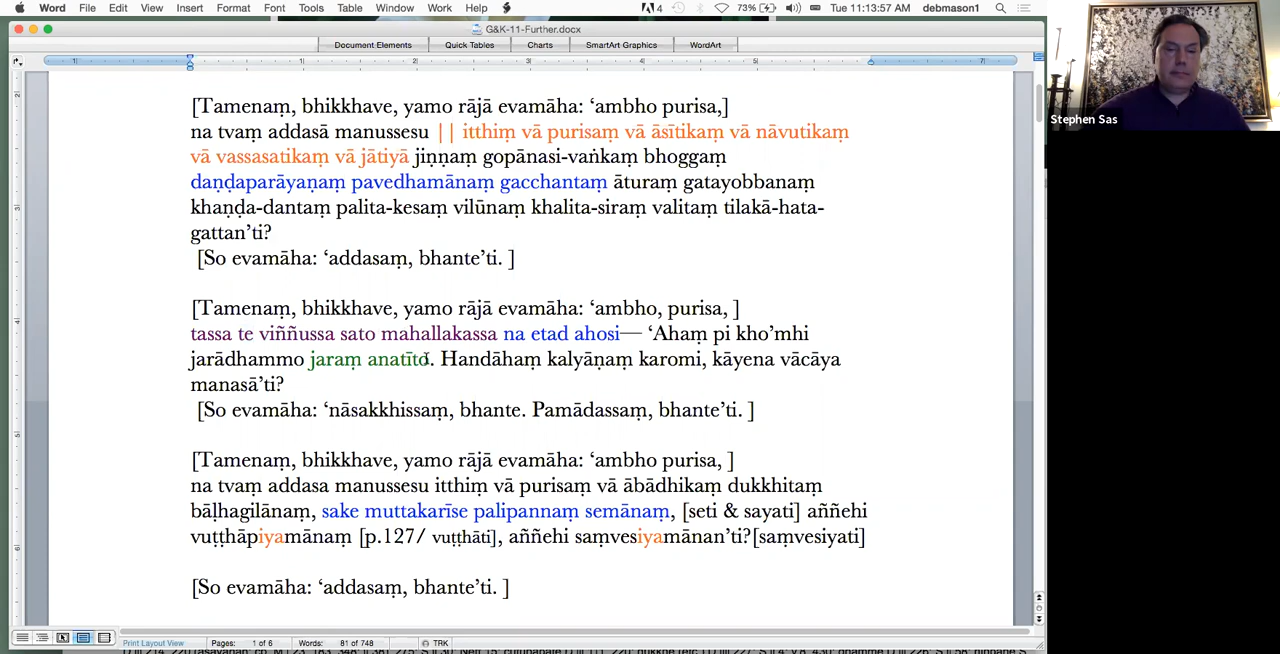 Word File Edit View Insert Format Font Tools Table Window Work Help 4 73% Tue 11:13:57 AM debmason1
G&K-11-Further.docx
Document Elements Quick Tables Charts SmartArt Graphics WordArt
[Tamenaṃ, bhikkhave, yamo rājā evamāha: ‘ambho purisa,]
na tvaṃ addasā manussesu || itthiṃ vā purisaṃ vā āsītikaṃ vā nāvutikaṃ
vā vassasatikaṃ vā jātiyā jiṇṇaṃ gopānasi-vaṅkaṃ bhoggaṃ
daṇḍaparāyaṇaṃ pavedhamānaṃ gacchantaṃ āturaṃ gatayobbanaṃ
khaṇḍa-dantaṃ palita-kesaṃ vilūnaṃ khalita-siraṃ valitaṃ tilakā-hata-
gattan’ti?
[So evamāha: ‘addasaṃ, bhante’ti. ]
[Tamenaṃ, bhikkhave, yamo rājā evamāha: ‘ambho, purisa, ]
tassa te viññussa sato mahallakassa na etad ahosi— ‘Ahaṃ pi kho’mhi
jarādhammo jaraṃ anatīto. Handāhaṃ kalyāṇaṃ karomi, kāyena vācāya
manasā’ti?
[So evamāha: ‘nāsakkhissaṃ, bhante. Pamādassaṃ, bhante’ti. ]
[Tamenaṃ, bhikkhave, yamo rājā evamāha: ‘ambho purisa, ]
na tvaṃ addasa manussesu itthiṃ vā purisaṃ vā ābādhikaṃ dukkhitaṃ
bāḷhagilānaṃ, sake muttakarīse palipannaṃ semānaṃ, [seti & sayati] aññehi
vuṭṭhāpiyamānaṃ [p.127/ vuṭṭhāti], aññehi saṃvesiyamānan’ti?[saṃvesiyati]
[So evamāha: ‘addasaṃ, bhante’ti. ]
Print Layout View Pages: 1 of 6 Words: 81 of 748 TRK
Stephen Sas